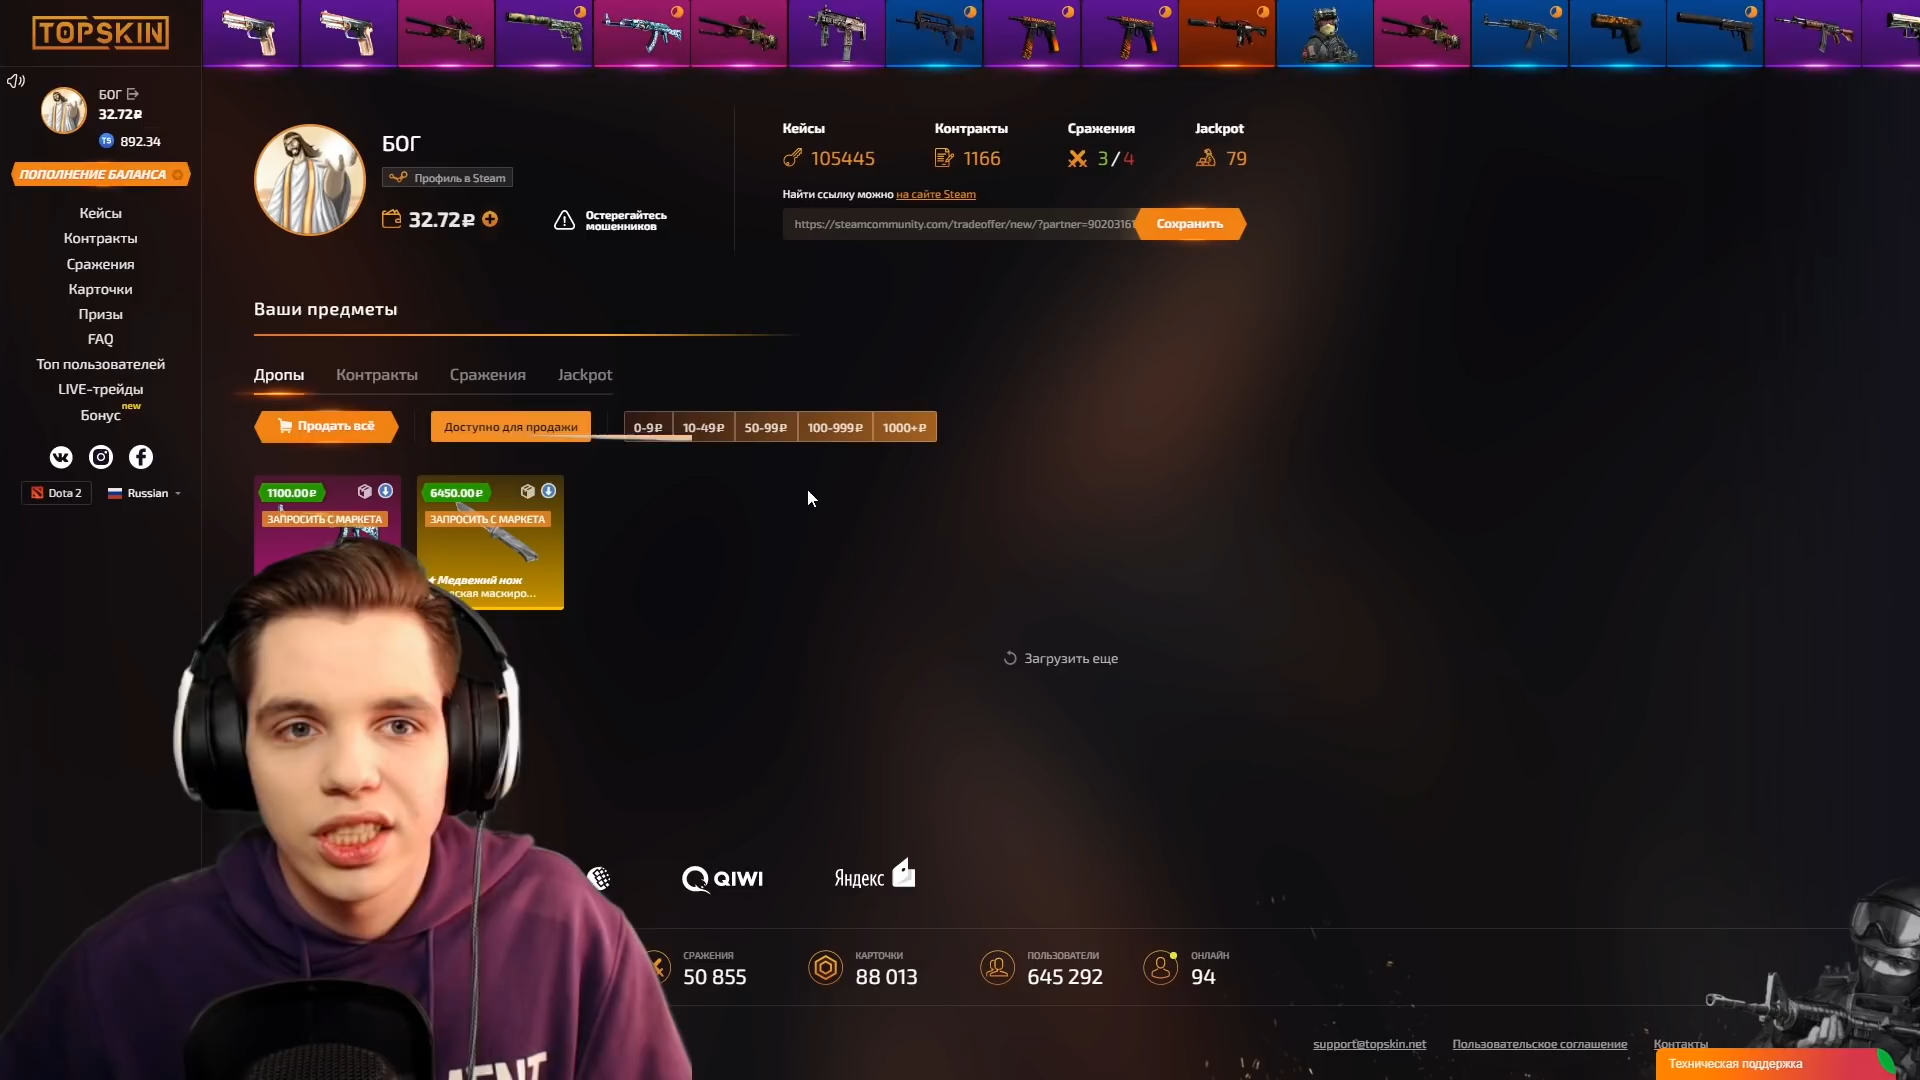 TOPSKIN
БОГ
32.72₽
TS 892.34
ПОПОЛНЕНИЕ БАЛАНСА
Кейсы
Контракты
Сражения
Карточки
Призы
FAQ
Топ пользователей
LIVE-трейды
Бонус new
Dota 2
Russian
БОГ
Профиль в Steam
32.72₽
Остерегайтесь
мошенников
Кейсы
105445
Контракты
1166
Сражения
3/4
Jackpot
79
Найти ссылку можно на сайте Steam
https://steamcommunity.com/tradeoffer/new/?partner=9020316
Сохранить
Ваши предметы
Дропы
Контракты
Сражения
Jackpot
Продать всё
Доступно для продажи
0-9₽
10-49₽
50-99₽
100-999₽
1000+₽
1100.00₽
ЗАПРОСИТЬ С МАРКЕТА
6450.00₽
ЗАПРОСИТЬ С МАРКЕТА
★ Медвежий нож
маскиро...
Загрузить еще
QIWI
Яндекс
СРАЖЕНИЯ
50 855
КАРТОЧКИ
88 013
ПОЛЬЗОВАТЕЛИ
645 292
ОНЛАЙН
94
support@topskin.net
Пользовательское соглашение
Контакты
Техническая поддержка